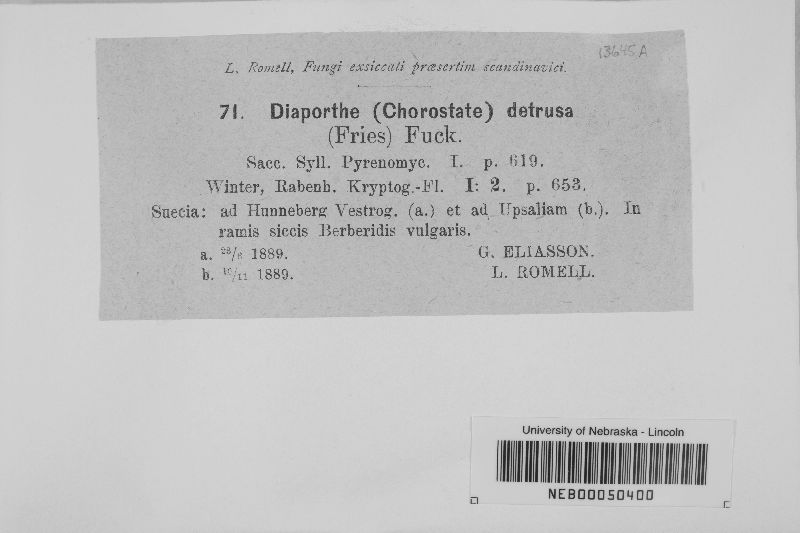 13645A
L. Romell, Fungi exsiccati præsertim scandinavici.
71. Diaporthe (Chorostate) detrusa
(Fries) Fuck.
Sacc. Syll. Pyrenomyc. I. p. 619.
Winter, Rabenh. Kryptog.-Fl. I: 2. p. 653.
Suecia: ad Hunneberg Vestrog. (a.) et ad Upsaliam (b.). In
ramis siccis Berberidis vulgaris.
a. 28/6 1889. G. ELIASSON.
b. 10/11 1889. L. ROMELL.
University of Nebraska - Lincoln
NEB00050400